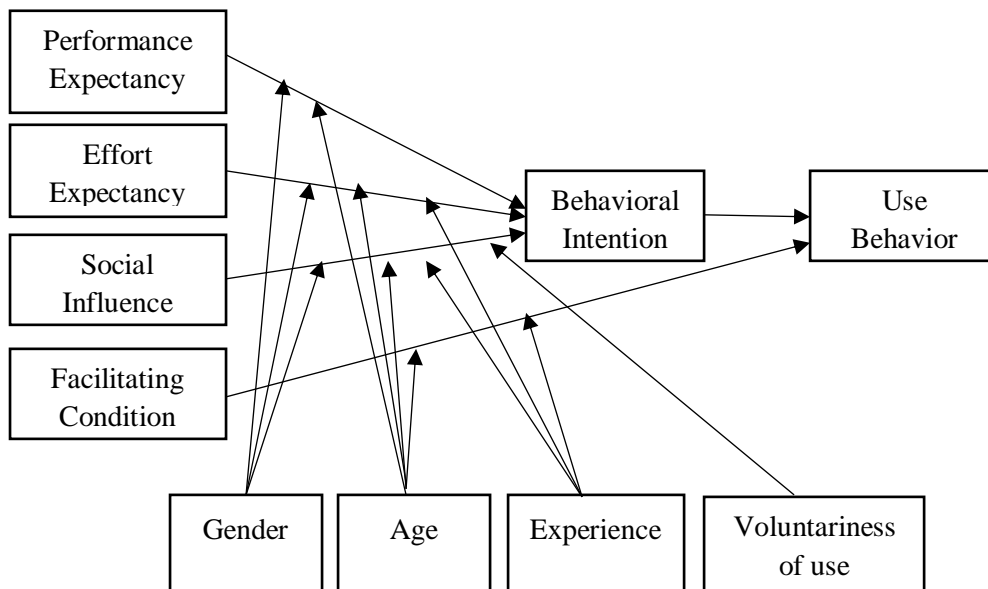 Performance
Expectancy
Effort
Expectancy
Social
Influence
Facilitating
Condition
Behavioral
Intention
Use
Behavior
Gender
Age
Experience
Voluntariness
of use